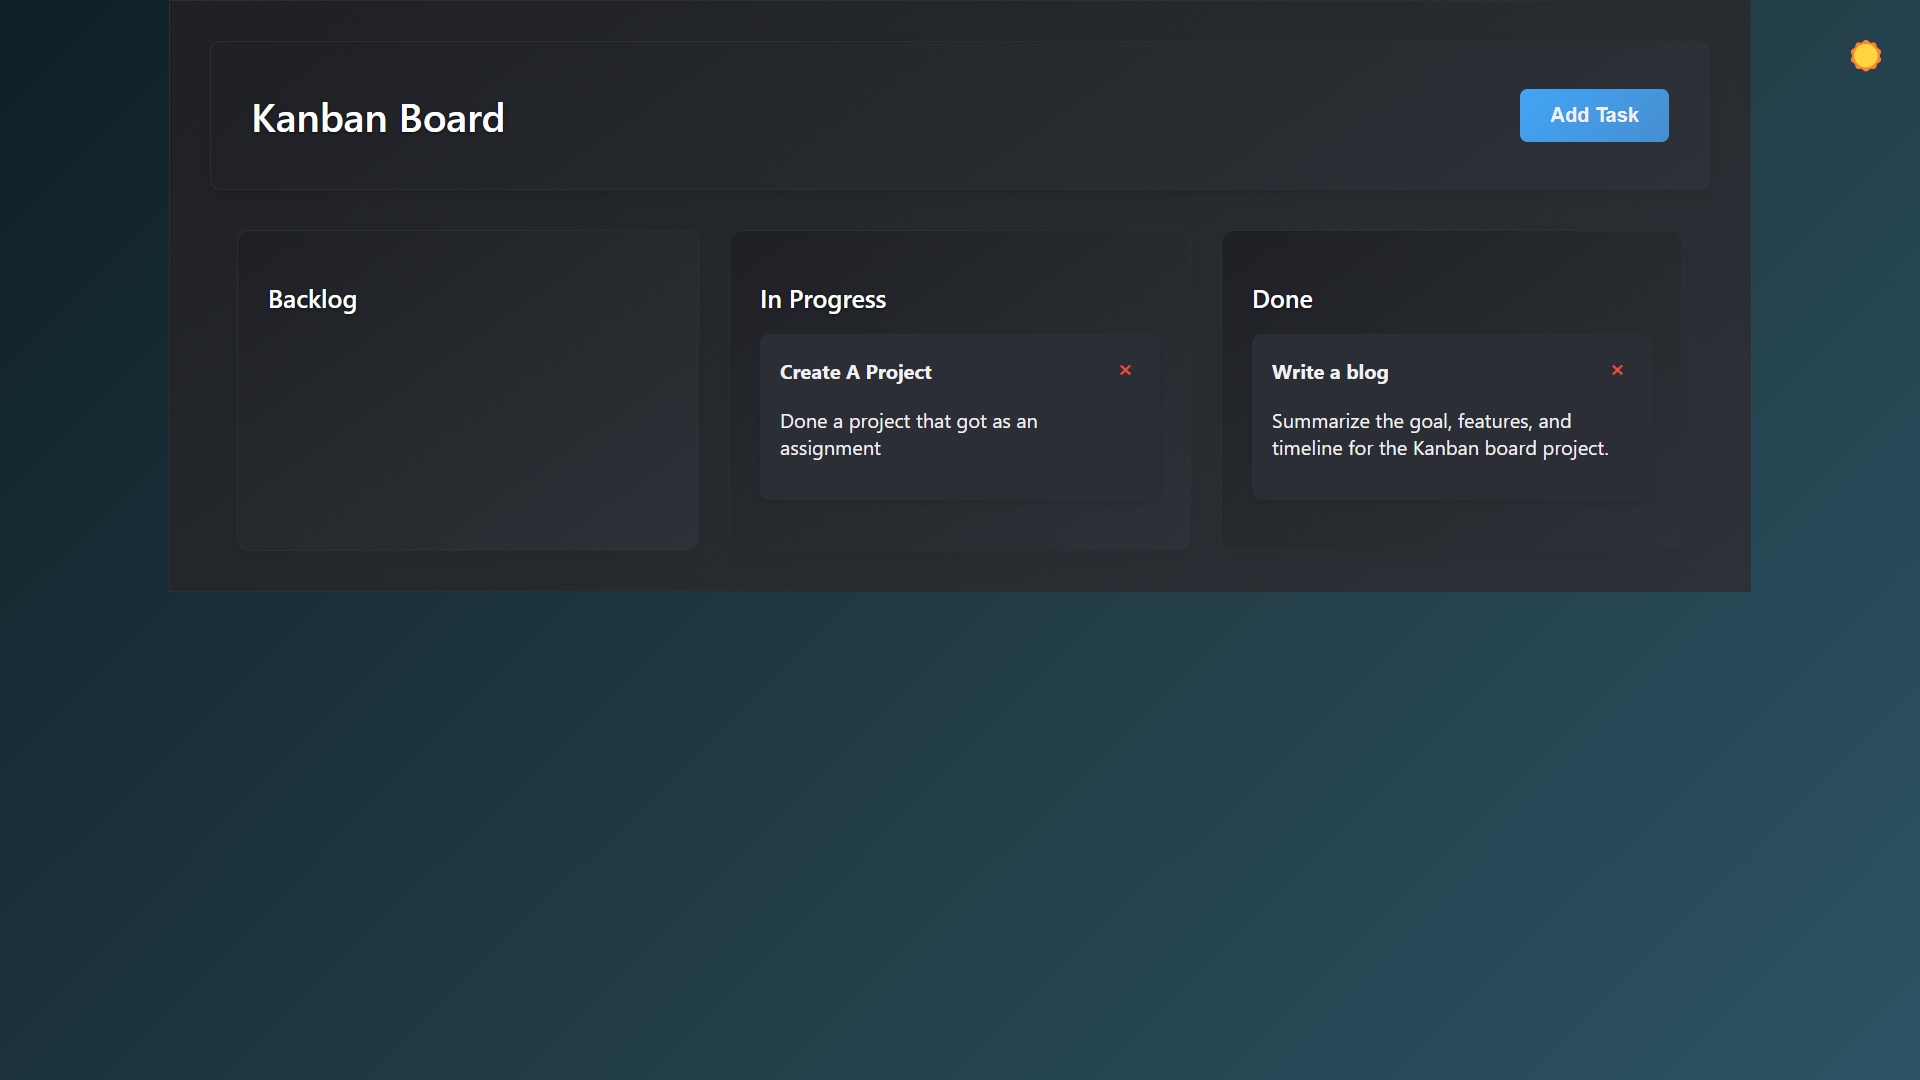 Kanban Board
Add Task
Backlog
In Progress
Create A Project
×
Done a project that got as an
assignment
Done
Write a blog
×
Summarize the goal, features, and
timeline for the Kanban board project.